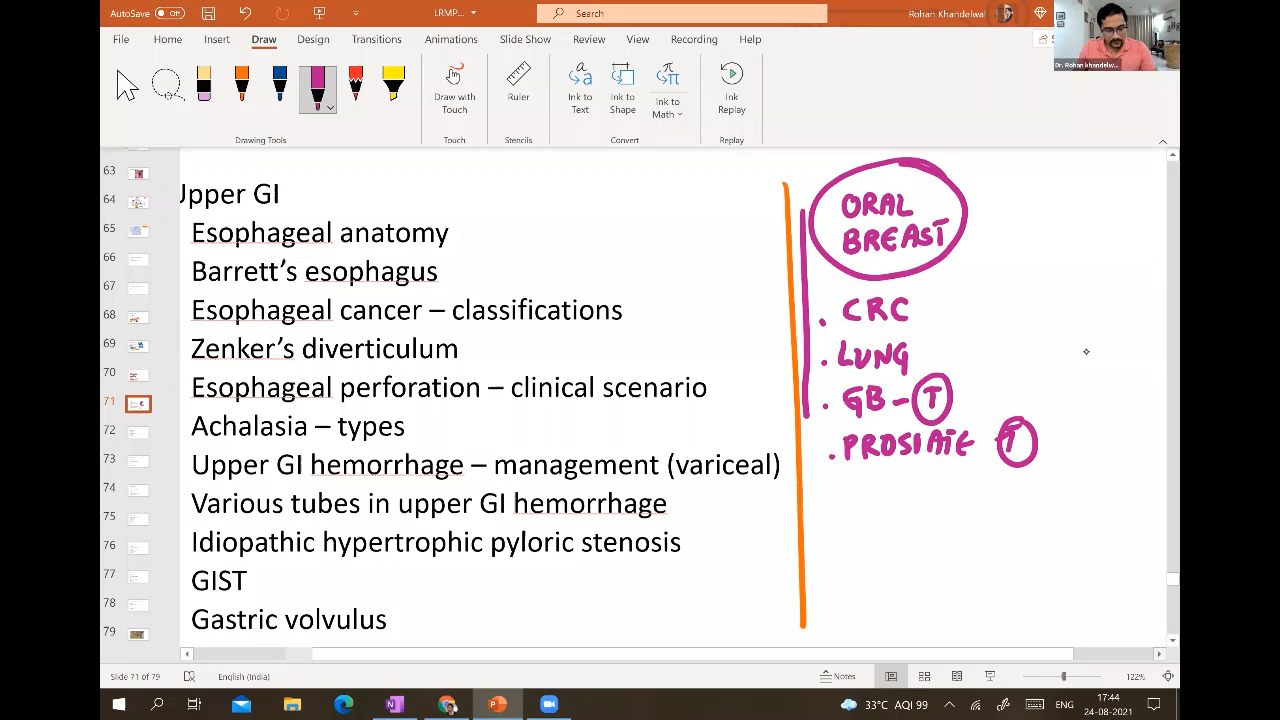 AutoSave Off
LRMP...
Search
Rohan Khandelwal
File Home Insert Draw Design Transitions Animations Slide Show Review View Recording Help
Dr. Rohan khandelw...
Draw with Touch
Ruler
Ink to Text
Ink to Shape
Ink to Math
Ink Replay
Drawing Tools
Touch
Stencils
Convert
Replay
63
64
65
66
67
68
69
70
71
72
73
74
75
76
77
78
79
Upper GI
Esophageal anatomy
Barrett's esophagus
Esophageal cancer – classifications
Zenker's diverticulum
Esophageal perforation – clinical scenario
Achalasia – types
Upper GI hemorrhage – management (variceal)
Various tubes in upper GI hemorrhage
Idiopathic hypertrophic pyloric stenosis
GIST
Gastric volvulus
ORAL
BREAST
. CRC
. LUNG
. GB – T
. PROSTATE T
Slide 71 of 79
English (India)
Notes
122%
33°C AQI 99
ENG
17:44
24-08-2021